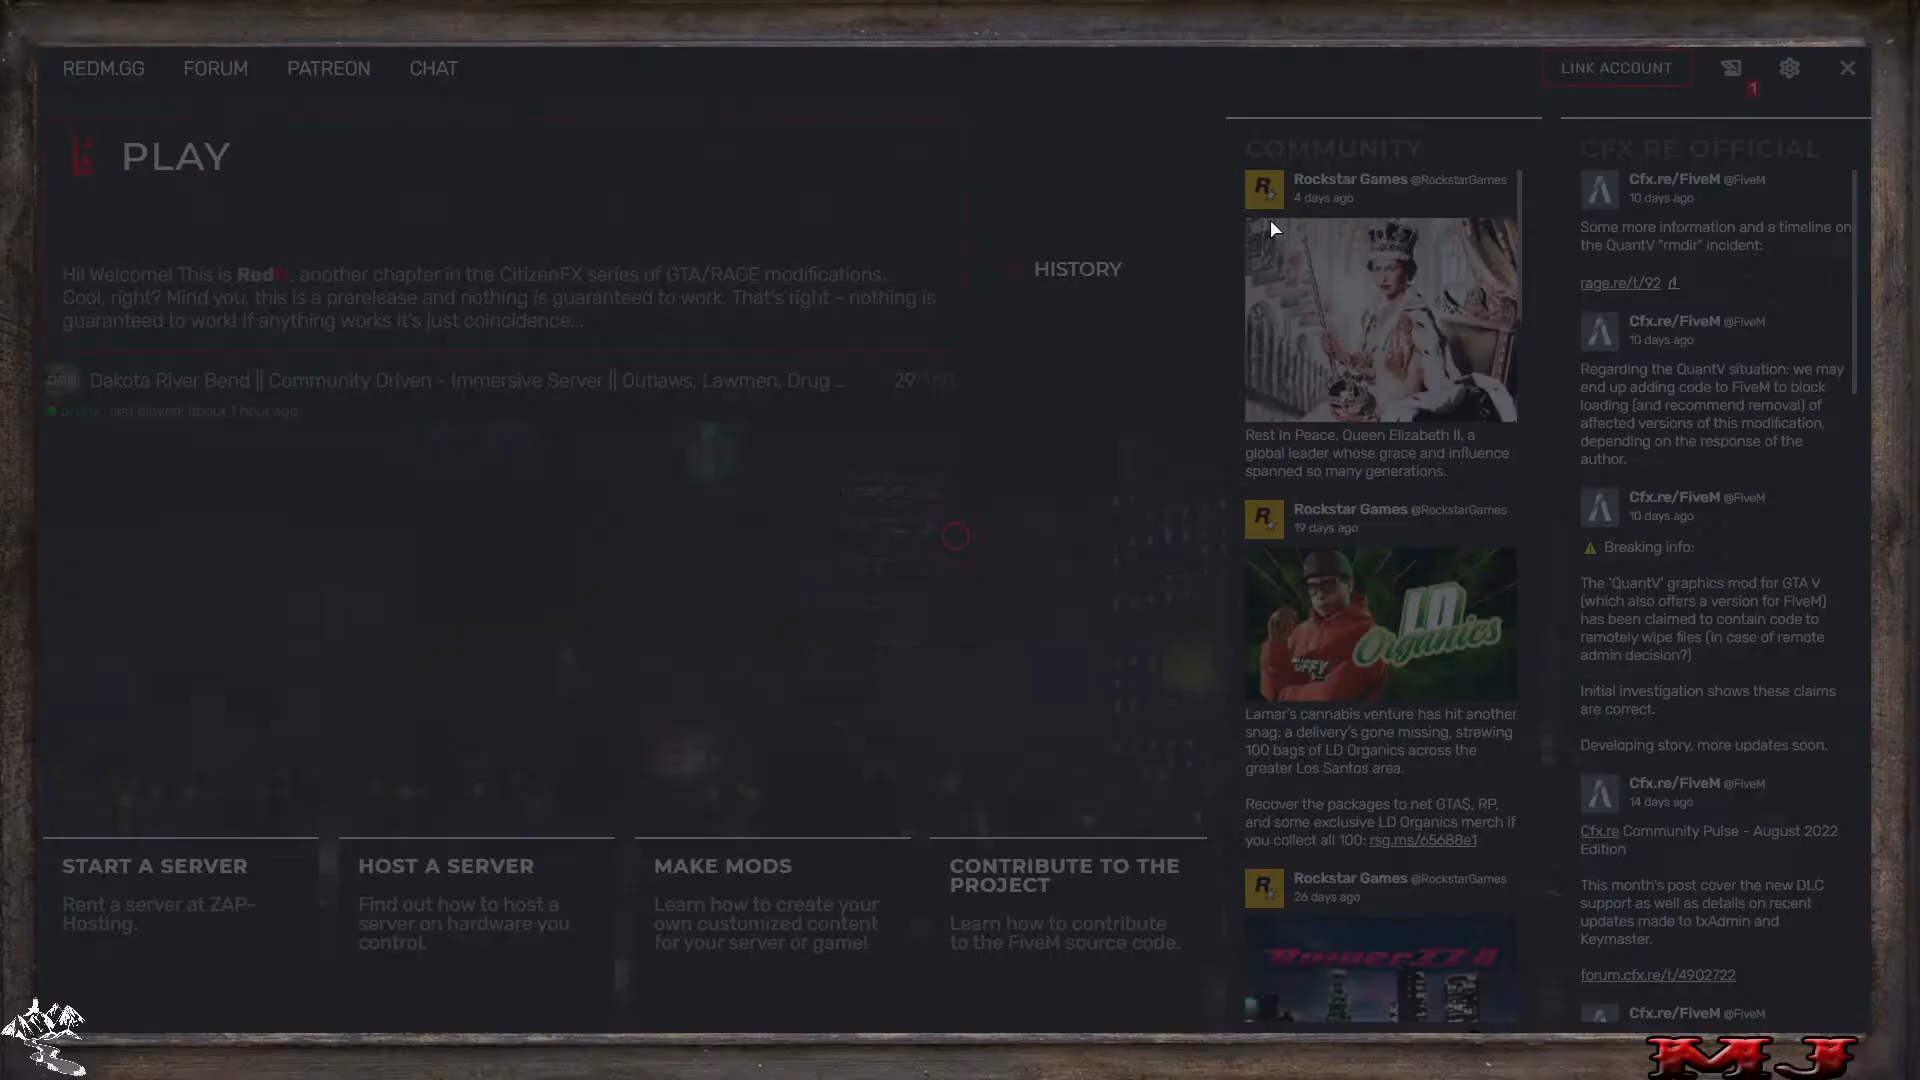 REDM.GG FORUM PATREON CHAT
LINK ACCOUNT
1
PLAY
Hi! Welcome! This is RedM, another chapter in the CitizenFX series of GTA/RAGE modifications.
Cool, right? Mind you, this is a prerelease and nothing is guaranteed to work. That's right - nothing is
guaranteed to work! If anything works it's just coincidence...
HISTORY
Dakota River Bend || Community Driven - Immersive Server || Outlaws, Lawmen, Drug ...
29
online last played: about 1 hour ago
START A SERVER
Rent a server at ZAP-
Hosting.
HOST A SERVER
Find out how to host a
server on hardware you
control.
MAKE MODS
Learn how to create your
own customized content
for your server or game!
CONTRIBUTE TO THE
PROJECT
Learn how to contribute
to the FiveM source code.
COMMUNITY
Rockstar Games @RockstarGames
4 days ago
Rest In Peace, Queen Elizabeth II, a
global leader whose grace and influence
spanned so many generations.
Rockstar Games @RockstarGames
19 days ago
LD
Organics
Lamar's cannabis venture has hit another
snag: a delivery's gone missing, strewing
100 bags of LD Organics across the
greater Los Santos area.
Recover the packages to net GTA$, RP,
and some exclusive LD Organics merch if
you collect all 100: rsg.ms/65688e1
Rockstar Games @RockstarGames
26 days ago
CFX.RE OFFICIAL
Cfx.re/FiveM @FiveM
10 days ago
Some more information and a timeline on
the QuantV "rmdir" incident:
rage.re/t/92
Cfx.re/FiveM @FiveM
10 days ago
Regarding the QuantV situation: we may
end up adding code to FiveM to block
loading (and recommend removal) of
affected versions of this modification,
depending on the response of the
author.
Cfx.re/FiveM @FiveM
10 days ago
Breaking info:
The 'QuantV' graphics mod for GTA V
(which also offers a version for FiveM)
has been claimed to contain code to
remotely wipe files (in case of remote
admin decision?)
Initial investigation shows these claims
are correct.
Developing story, more updates soon.
Cfx.re/FiveM @FiveM
14 days ago
Cfx.re Community Pulse - August 2022
Edition
This month's post cover the new DLC
support as well as details on recent
updates made to txAdmin and
Keymaster.
forum.cfx.re/t/4902722
Cfx.re/FiveM @FiveM
MJ